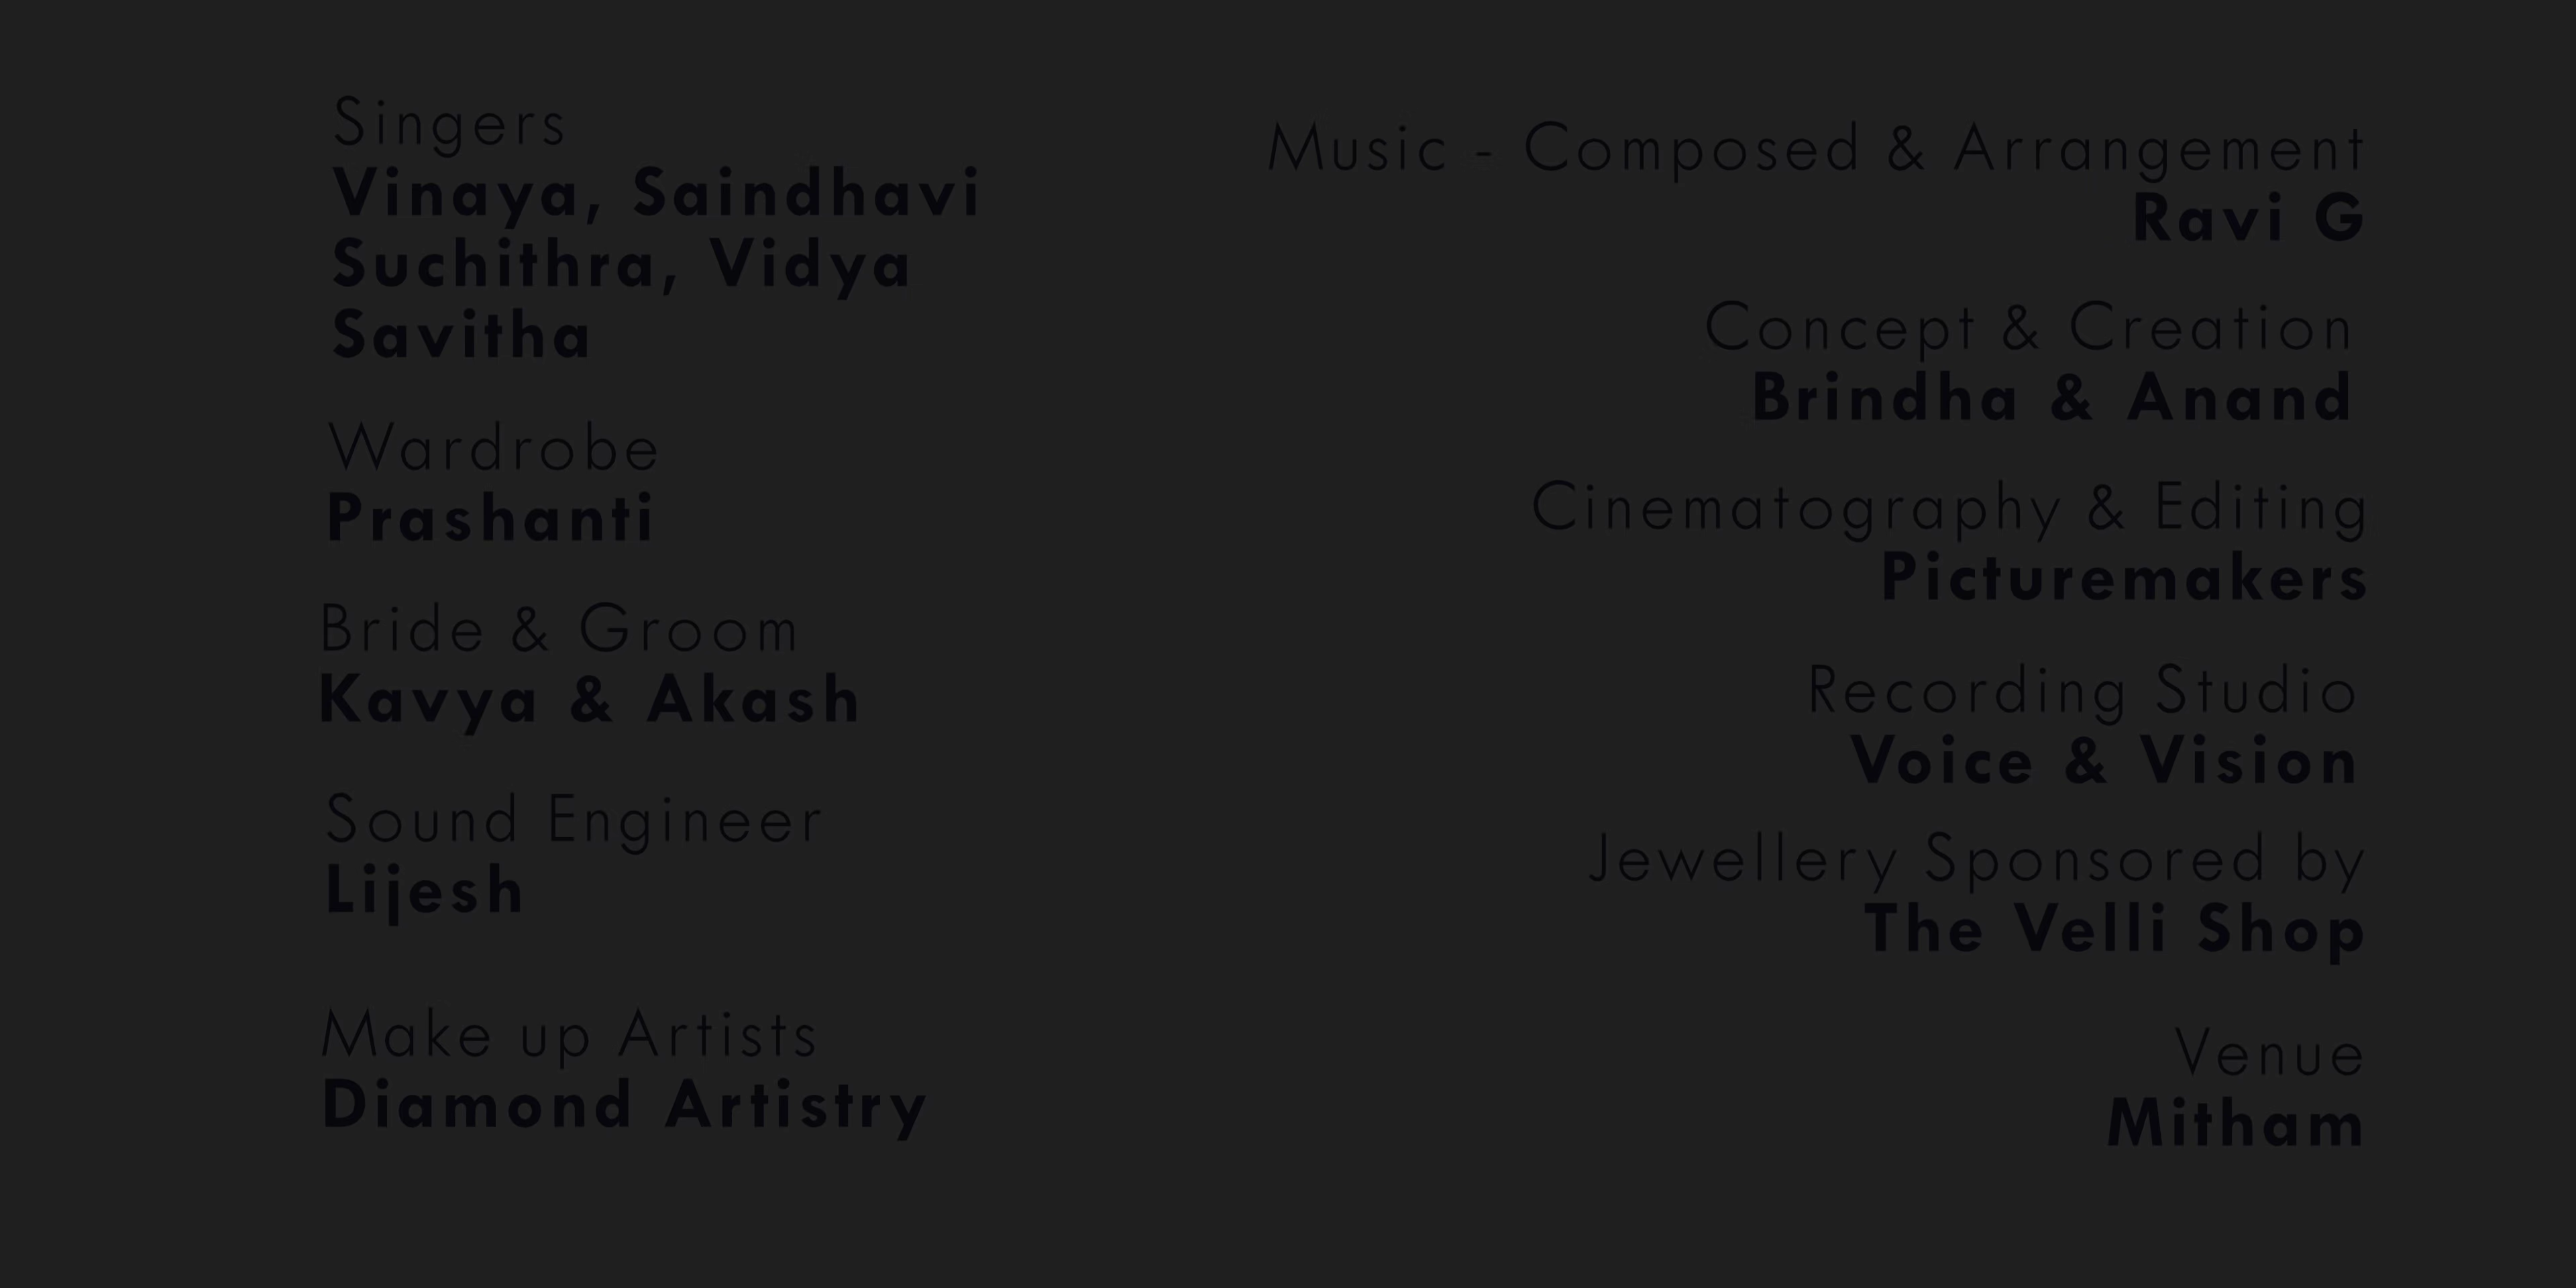 Singers
Vinaya, Saindhavi
Suchithra, Vidya
Savitha
Wardrobe
Prashanti
Bride & Groom
Kavya & Akash
Sound Engineer
Lijesh
Make up Artists
Diamond Artistry
Music - Composed & Arrangement
Ravi G
Concept & Creation
Brindha & Anand
Cinematography & Editing
Picturemakers
Recording Studio
Voice & Vision
Jewellery Sponsored by
The Velli Shop
Venue
Mitham